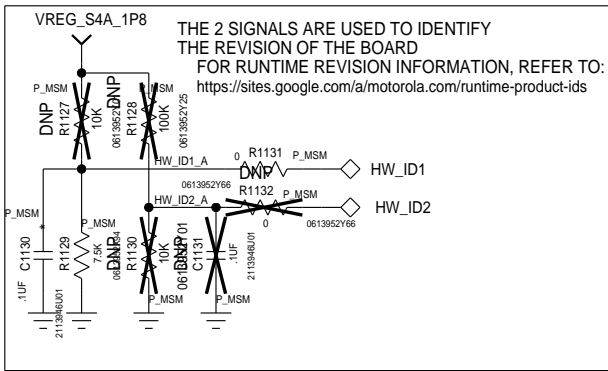 VREG_S4A_1P8
THE 2 SIGNALS ARE USED TO IDENTIFY
THE REVISION OF THE BOARD
FOR RUNTIME REVISION INFORMATION, REFER TO:
https://sites.google.com/a/motorola.com/runtime-product-ids
P_MSM
P_MSM
DNP
R1127
10K
DNP
R1128
100K
0613952Y25
HW_ID1_A
0
R1131
P_MSM
HW_ID1
DNP
0613952Y66
R1132
HW_ID2_A
P_MSM
HW_ID2
0
0613952Y66
P_MSM
C1130
.1UF
2113946U01
R1129
7.5K
P_MSM
DNP
R1130
10K
P_MSM
DNP
C1131
.1UF
2113946U01
P_MSM